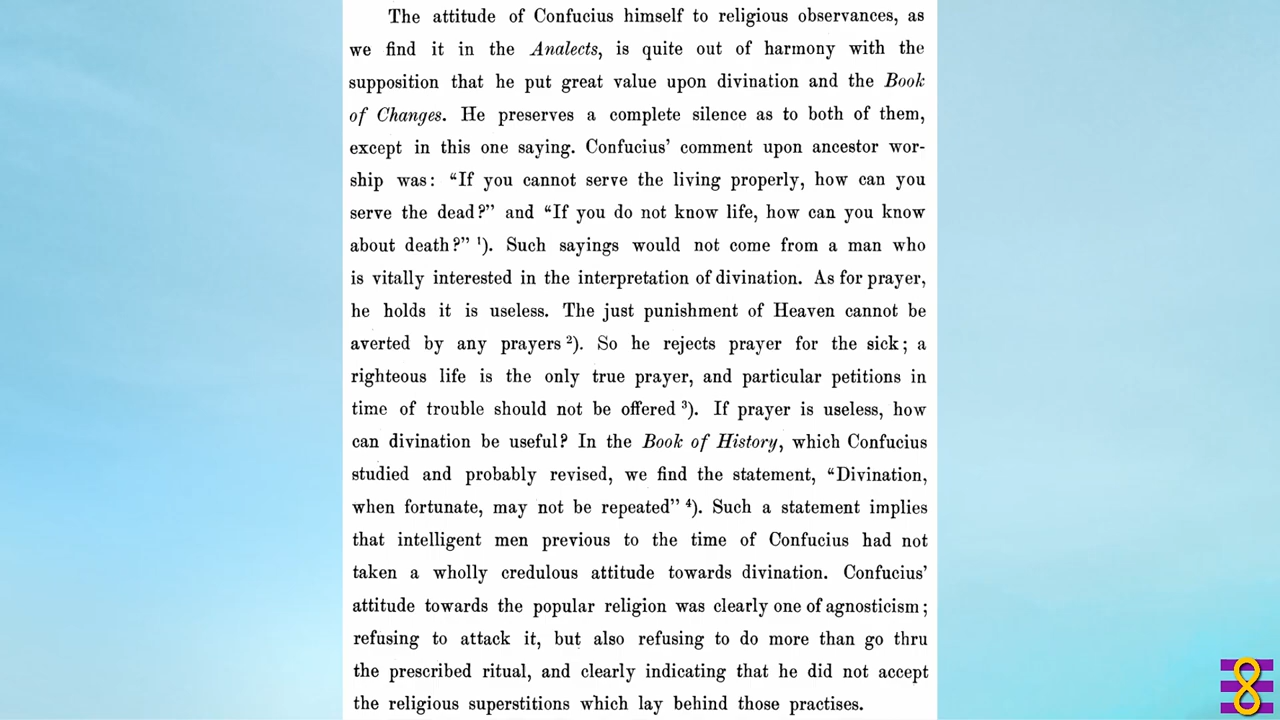 The attitude of Confucius himself to religious observances, as
we find it in the Analects, is quite out of harmony with the
supposition that he put great value upon divination and the Book
of Changes. He preserves a complete silence as to both of them,
except in this one saying. Confucius’ comment upon ancestor wor-
ship was: “If you cannot serve the living properly, how can you
serve the dead?” and “If you do not know life, how can you know
about death?” ¹). Such sayings would not come from a man who
is vitally interested in the interpretation of divination. As for prayer,
he holds it is useless. The just punishment of Heaven cannot be
averted by any prayers ²). So he rejects prayer for the sick; a
righteous life is the only true prayer, and particular petitions in
time of trouble should not be offered ³). If prayer is useless, how
can divination be useful? In the Book of History, which Confucius
studied and probably revised, we find the statement, “Divination,
when fortunate, may not be repeated” ⁴). Such a statement implies
that intelligent men previous to the time of Confucius had not
taken a wholly credulous attitude towards divination. Confucius’
attitude towards the popular religion was clearly one of agnosticism;
refusing to attack it, but also refusing to do more than go thru
the prescribed ritual, and clearly indicating that he did not accept
the religious superstitions which lay behind those practises.